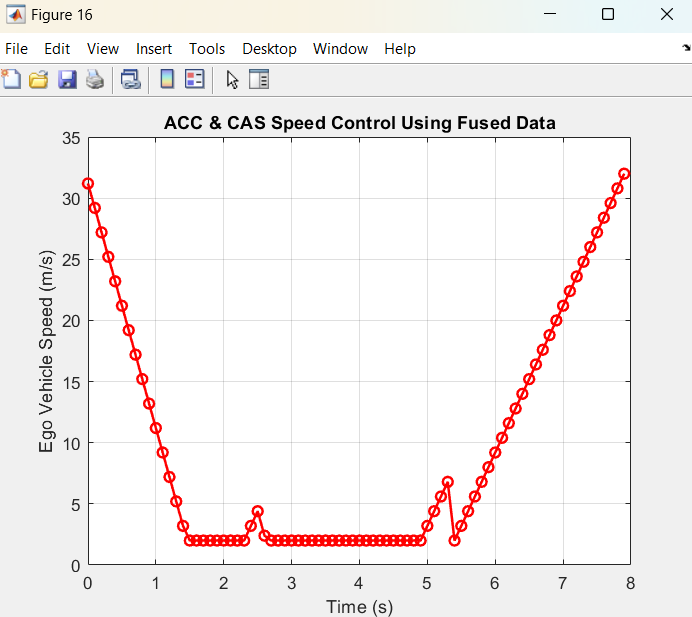 Figure 16
File Edit View Insert Tools Desktop Window Help
ACC & CAS Speed Control Using Fused Data
35
30
25
20
15
10
5
0
Ego Vehicle Speed (m/s)
0 1 2 3 4 5 6 7 8
Time (s)